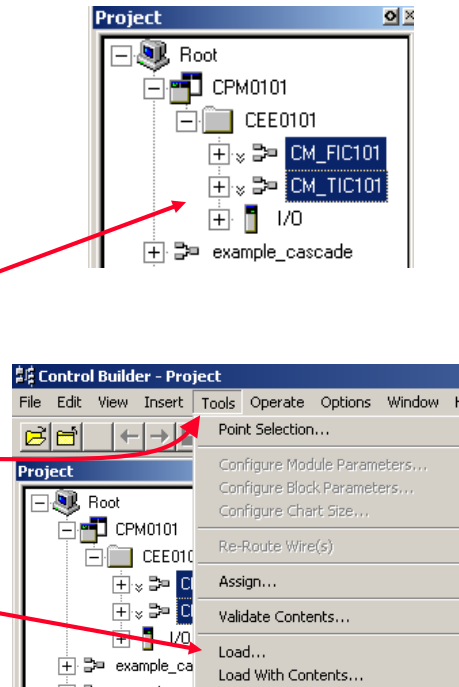 Project
Root
CPM0101
CEE0101
CM_FIC101
CM_TIC101
I/O
example_cascade
Control Builder - Project
File Edit View Insert Tools Operate Options Window
Point Selection...
Configure Module Parameters...
Configure Block Parameters...
Configure Chart Size...
Re-Route Wire(s)
Assign...
Validate Contents...
Load...
Load With Contents...
Project
Root
CPM0101
CEE010
I/O
example_ca